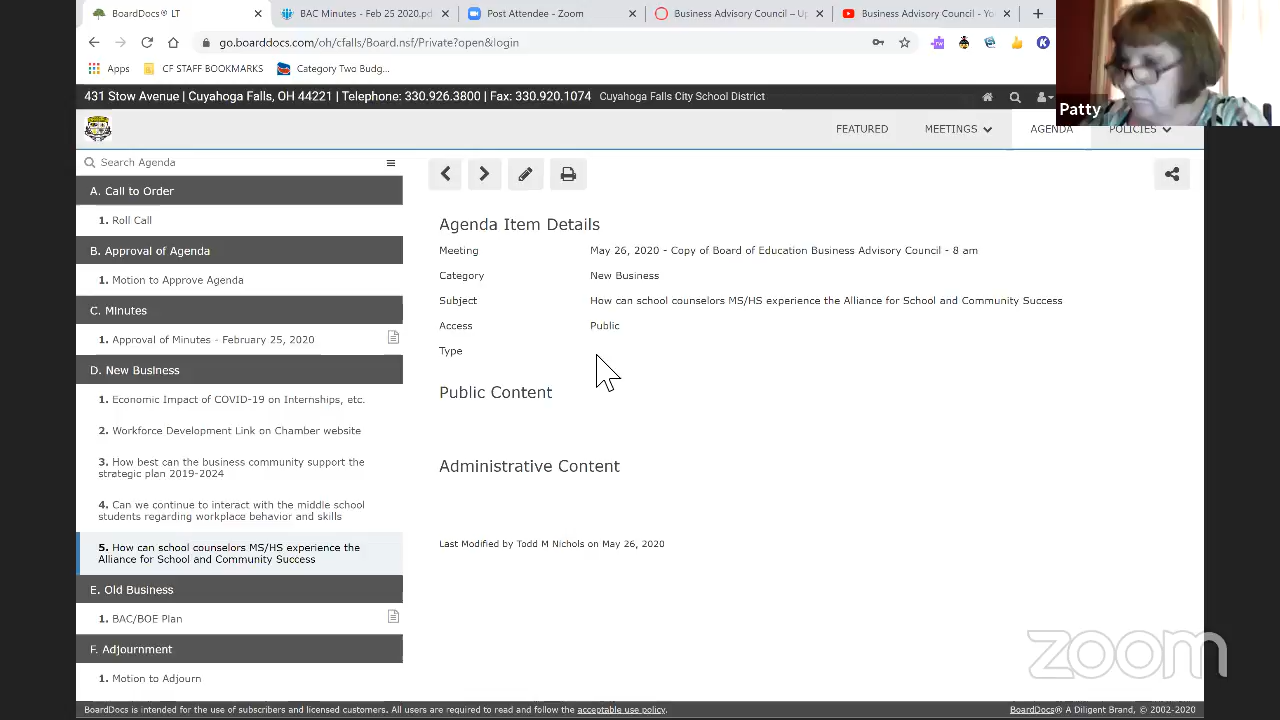 BoardDocs® LT
BAC Minutes - Feb 25 2020.pd
Post Attendee - Zoom
Business Advisory Council – Up
Business Advisory Council - Yo
go.boarddocs.com/oh/cfalls/Board.nsf/Private?open&login
Apps
CF STAFF BOOKMARKS
Category Two Budg...
431 Stow Avenue | Cuyahoga Falls, OH 44221 | Telephone: 330.926.3800 | Fax: 330.920.1074 Cuyahoga Falls City School District
Patty
FEATURED
MEETINGS
AGENDA
POLICIES
Search Agenda
A. Call to Order
1. Roll Call
B. Approval of Agenda
1. Motion to Approve Agenda
C. Minutes
1. Approval of Minutes - February 25, 2020
D. New Business
1. Economic Impact of COVID-19 on Internships, etc.
2. Workforce Development Link on Chamber website
3. How best can the business community support the
strategic plan 2019-2024
4. Can we continue to interact with the middle school
students regarding workplace behavior and skills
5. How can school counselors MS/HS experience the
Alliance for School and Community Success
E. Old Business
1. BAC/BOE Plan
F. Adjournment
1. Motion to Adjourn
Agenda Item Details
Meeting May 26, 2020 - Copy of Board of Education Business Advisory Council - 8 am
Category New Business
Subject How can school counselors MS/HS experience the Alliance for School and Community Success
Access Public
Type
Public Content
Administrative Content
Last Modified by Todd M Nichols on May 26, 2020
zoom
BoardDocs is intended for the use of subscribers and licensed customers. All users are required to read and follow the acceptable use policy.
BoardDocs® A Diligent Brand, © 2002-2020